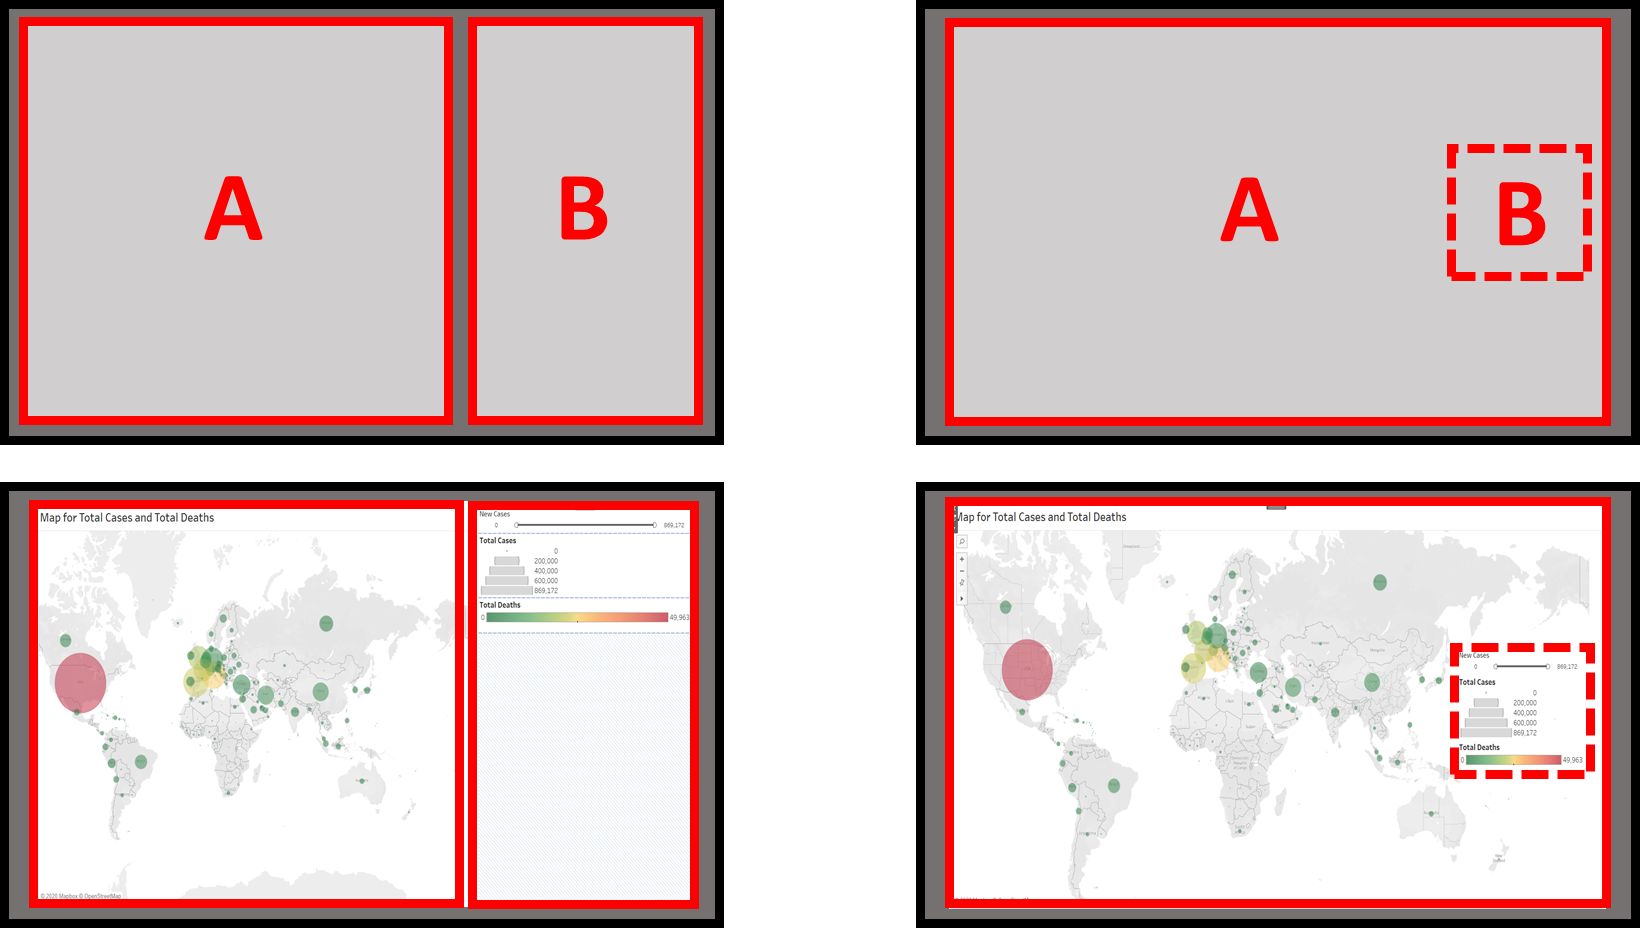 A
B
A
B
Map for Total Cases and Total Deaths
New Cases
0 869,172
Total Cases
0
200,000
400,000
600,000
869,172
Total Deaths
0 49,963
© 2020 Mapbox © OpenStreetMap
Map for Total Cases and Total Deaths
New Cases
0 869,172
Total Cases
0
200,000
400,000
600,000
869,172
Total Deaths
0 49,963